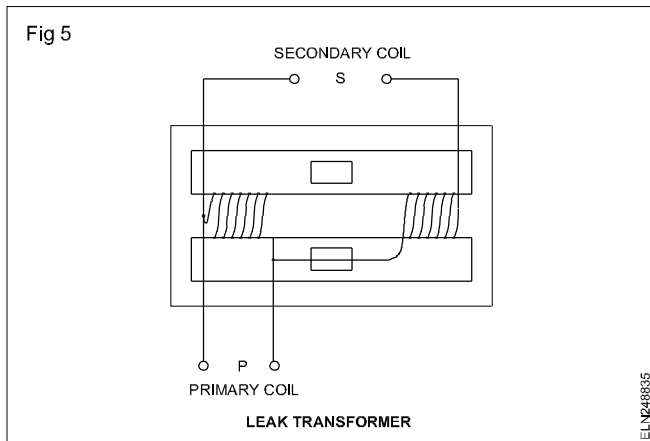 Fig 5
SECONDARY COIL
S
P
PRIMARY COIL
LEAK TRANSFORMER
ELN248835